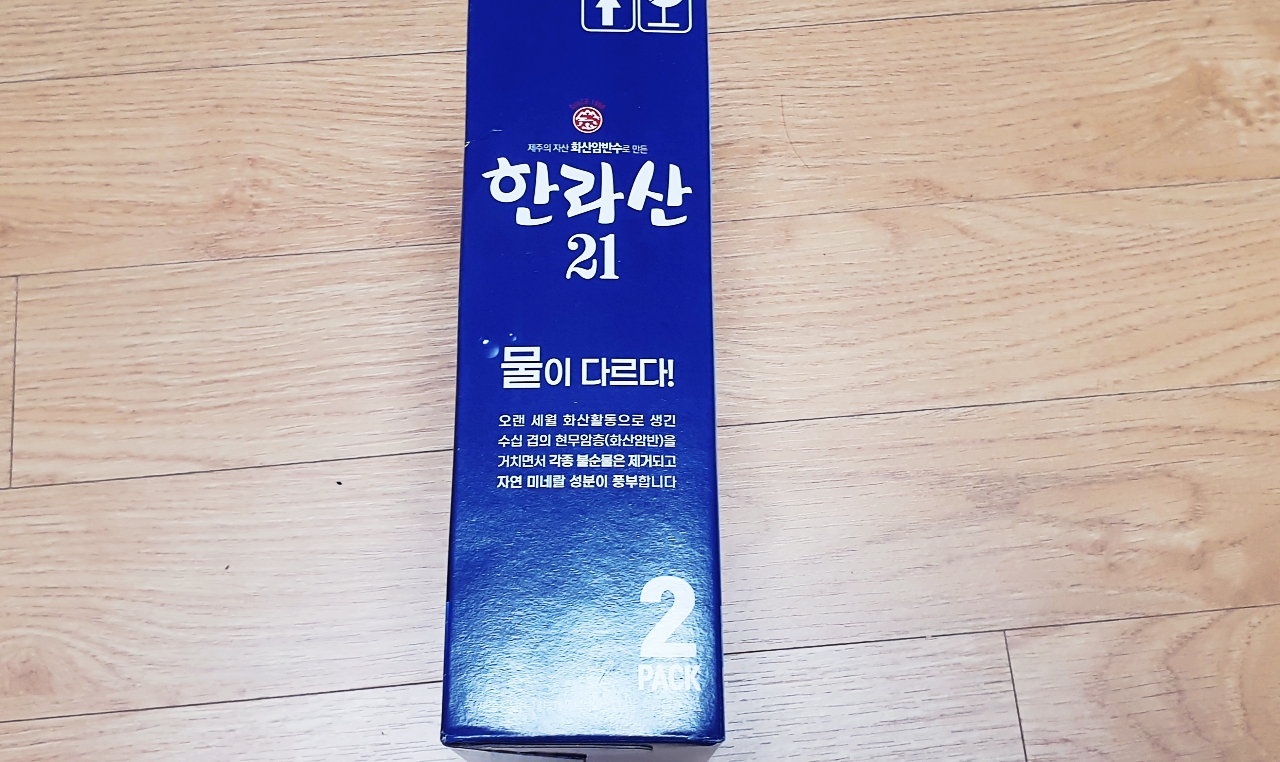 SINCE 1950
제주의 자산 화산암반수로 만든
한라산
21
물이 다르다!
오랜 세월 화산활동으로 생긴
수십 겹의 현무암층(화산암반)을
거치면서 각종 불순물은 제거되고
자연 미네랄 성분이 풍부합니다
2
PACK